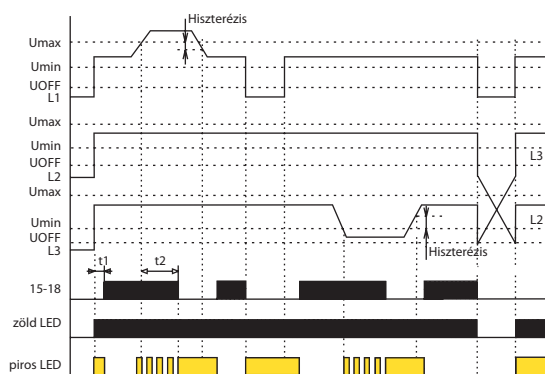 Hiszterézis
Umax
Umin
UOFF
L1
Umax
Umin
L3
UOFF
L2
Umax
L2
Umin
UOFF
Hiszterézis
L3
t1
t2
15-18
zöld LED
piros LED